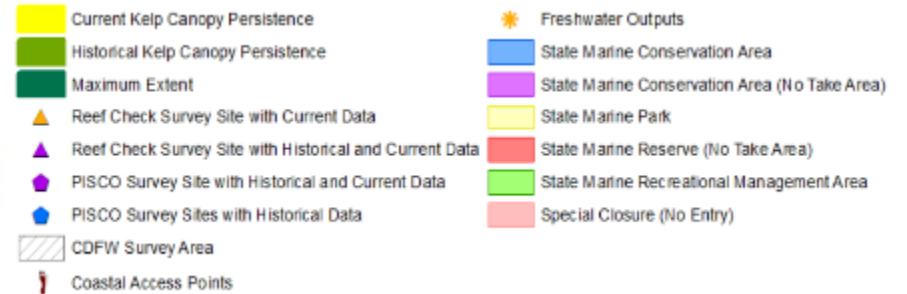 Current Kelp Canopy Persistence
Historical Kelp Canopy Persistence
Maximum Extent
Reef Check Survey Site with Current Data
Reef Check Survey Site with Historical and Current Data
PISCO Survey Site with Historical and Current Data
PISCO Survey Sites with Historical Data
CDFW Survey Area
Coastal Access Points
Freshwater Outputs
State Marine Conservation Area
State Marine Conservation Area (No Take Area)
State Marine Park
State Marine Reserve (No Take Area)
State Marine Recreational Management Area
Special Closure (No Entry)